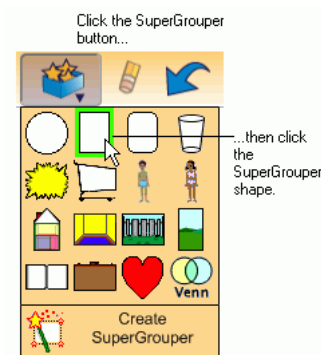 Click the SuperGrouper
button...
...then click
the
SuperGrouper
shape.
Venn
Create
SuperGrouper